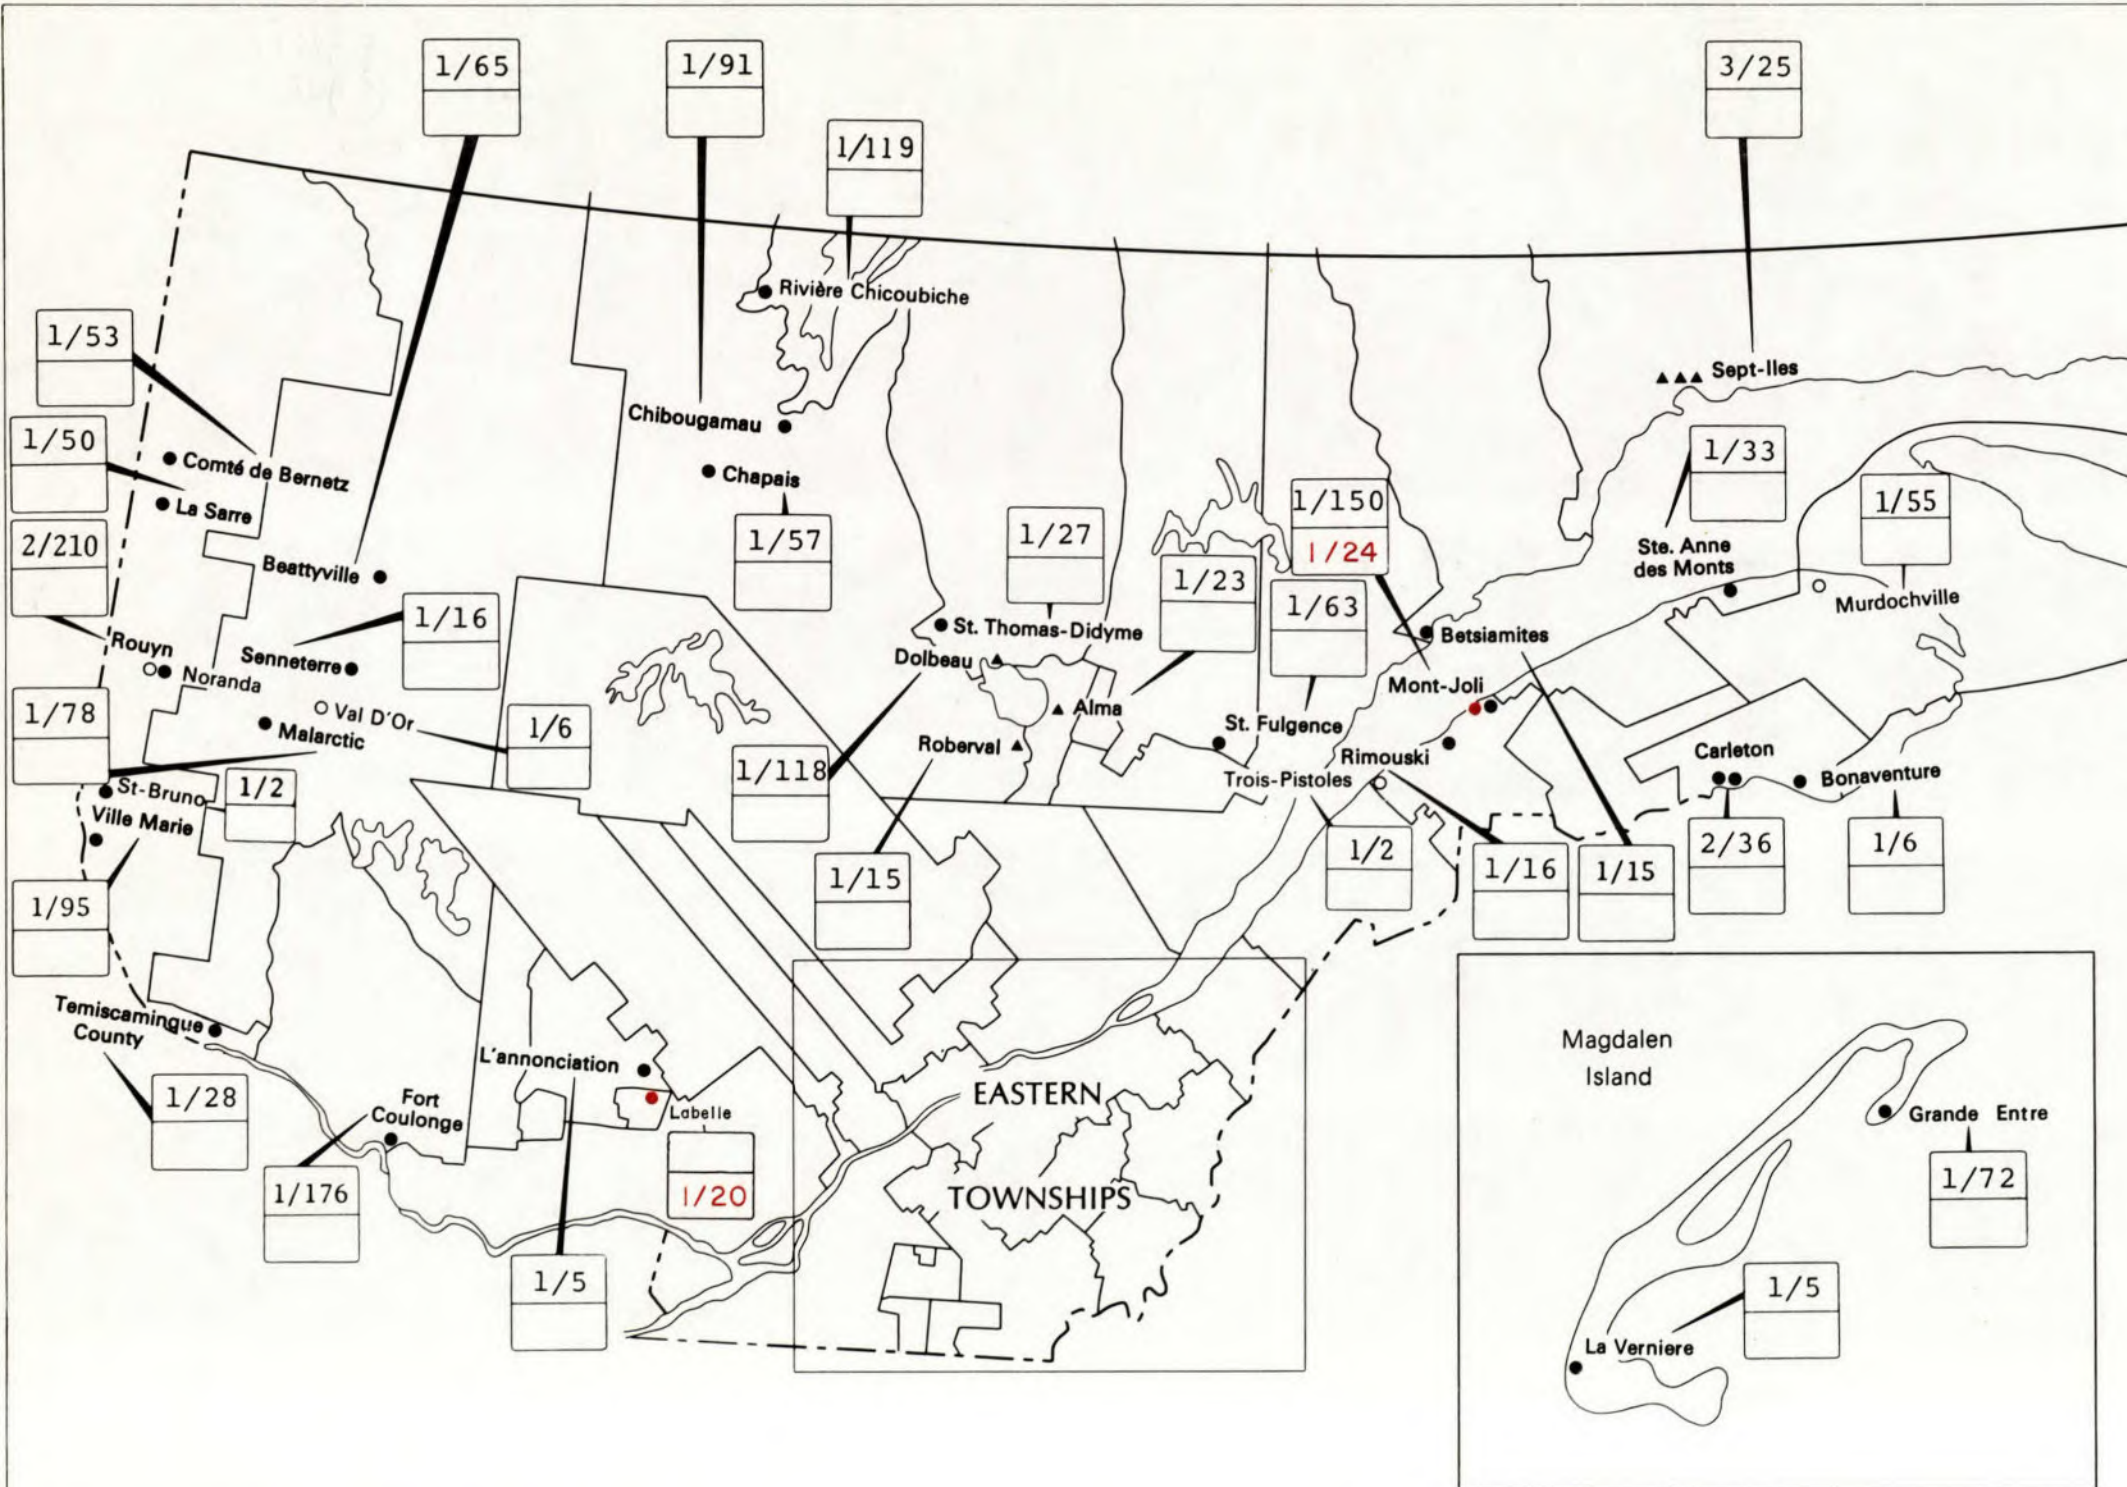 1/65
1/91
3/25
1/119
Rivière Chicoubiche
1/53
Sept-Iles
Chibougamau
1/50
1/33
Comté de Bernetz
Chapais
1/55
La Sarre
1/150
1/24
1/27
2/210
1/57
Ste. Anne
des Monts
Beattyville
1/23
1/63
Murdochville
1/16
St. Thomas-Didyme
Betsiamites
Rouyn
Noranda
Senneterre
Dolbeau
Mont-Joli
1/78
Val D'Or
Malarctic
1/6
Alma
St. Fulgence
Roberval
Rimouski
Carleton
Bonaventure
1/118
Trois-Pistoles
St-Bruno
1/2
Ville Marie
1/15
1/2
1/16
1/15
2/36
1/6
1/95
Temiscamingue
County
Magdalen
Island
L'annonciation
EASTERN
1/28
Fort
Coulonge
Labelle
Grande Entre
1/20
TOWNSHIPS
1/176
1/72
1/5
1/5
La Verniere